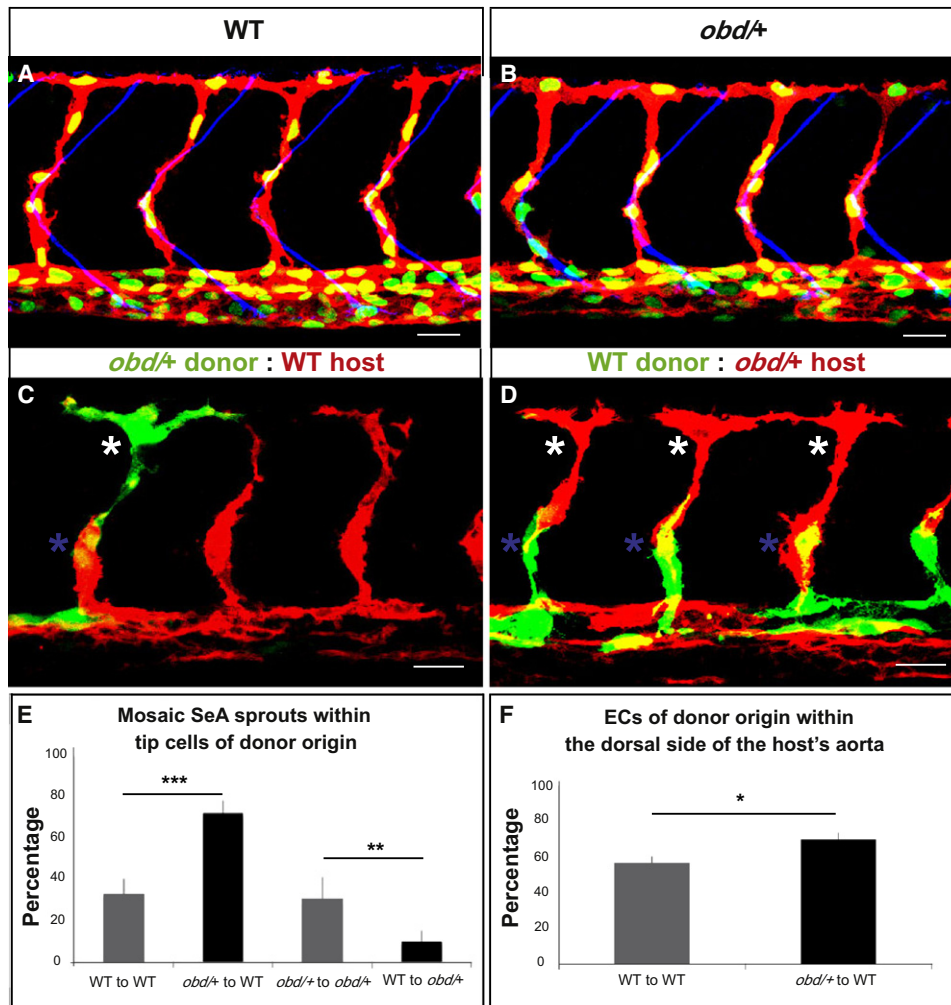 WT
obd/+
A
B
obd/+ donor : WT host
WT donor : obd/+ host
C
D
*
*
*
*
*
*
*
*
E
Mosaic SeA sprouts within
tip cells of donor origin
Percentage
100
80
60
40
20
0
***
**
WT to WT
obd/+ to WT
obd/+ to obd/+
WT to obd/+
F
ECs of donor origin within
the dorsal side of the host's aorta
Percentage
100
80
60
40
20
0
*
WT to WT
obd/+ to WT